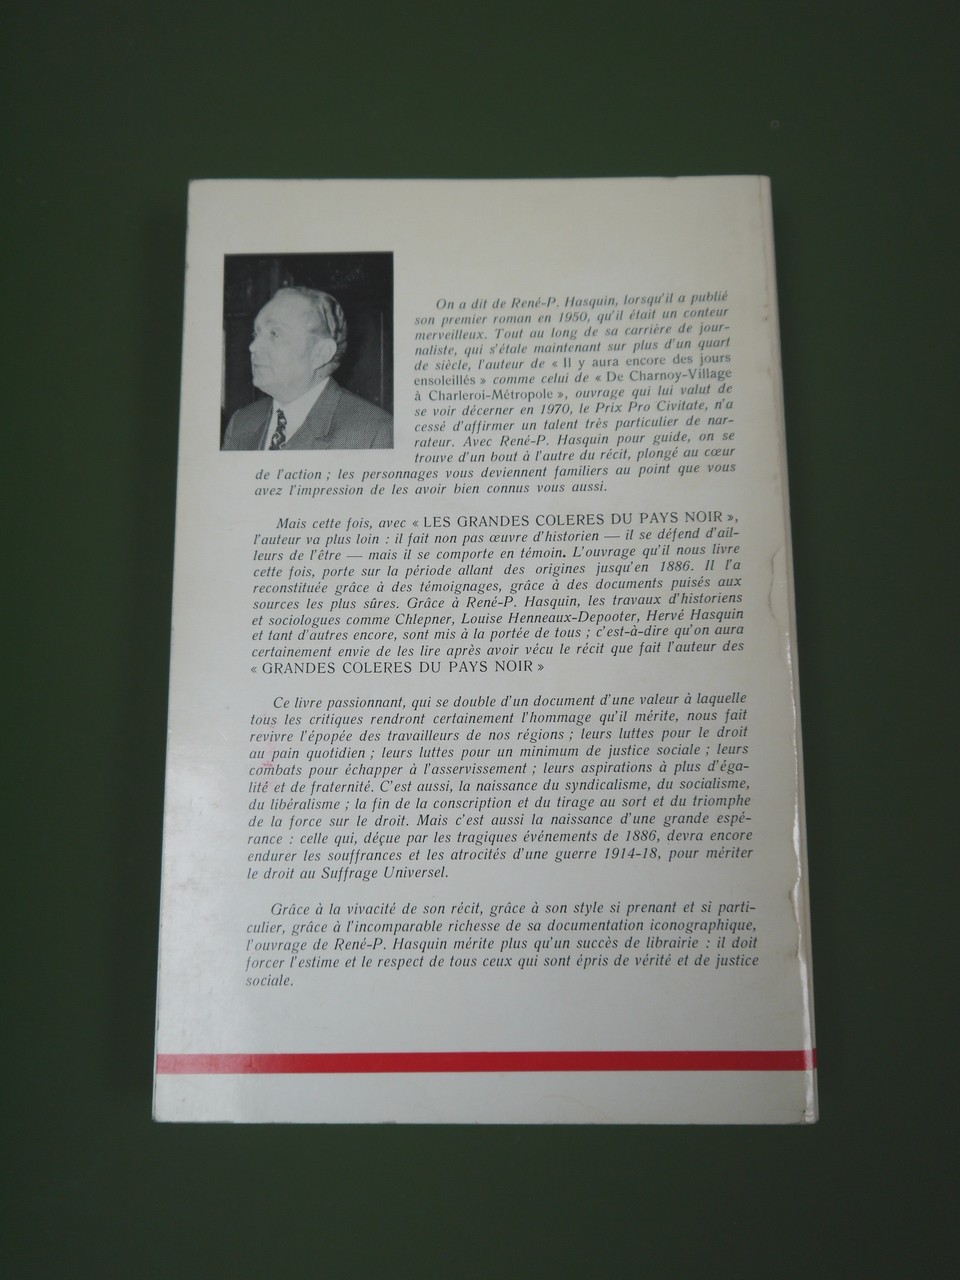 On a dit de René-P. Hasquin, lorsqu'il a publié
son premier roman en 1950, qu'il était un conteur
merveilleux. Tout au long de sa carrière de jour-
naliste, qui s'étale maintenant sur plus d'un quart
de siècle, l'auteur de « Il y aura encore des jours
ensoleillés » comme celui de « De Charnoy-Village
à Charleroi-Métropole », ouvrage qui lui valut de
se voir décerner en 1970, le Prix Pro Civitate, n'a
cessé d'affirmer un talent très particulier de nar-
rateur. Avec René-P. Hasquin pour guide, on se
trouve d'un bout à l'autre du récit, plongé au cœur
de l'action ; les personnages vous deviennent familiers au point que vous
avez l'impression de les avoir bien connus vous aussi.
Mais cette fois, avec « LES GRANDES COLERES DU PAYS NOIR »,
l'auteur va plus loin : il fait non pas œuvre d'historien — il se défend d'ail-
leurs de l'être — mais il se comporte en témoin. L'ouvrage qu'il nous livre
cette fois, porte sur la période allant des origines jusqu'en 1886. Il l'a
reconstituée grâce à des témoignages, grâce à des documents puisés aux
sources les plus sûres. Grâce à René-P. Hasquin, les travaux d'historiens
et sociologues comme Chlepner, Louise Henneaux-Depooter, Hervé Hasquin
et tant d'autres encore, sont mis à la portée de tous ; c'est-à-dire qu'on aura
certainement envie de les lire après avoir vécu le récit que fait l'auteur des
« GRANDES COLERES DU PAYS NOIR »
Ce livre passionnant, qui se double d'un document d'une valeur à laquelle
tous les critiques rendront certainement l'hommage qu'il mérite, nous fait
revivre l'épopée des travailleurs de nos régions ; leurs luttes pour le droit
au pain quotidien ; leurs luttes pour un minimum de justice sociale ; leurs
combats pour échapper à l'asservissement ; leurs aspirations à plus d'éga-
lité et de fraternité. C'est aussi, la naissance du syndicalisme, du socialisme,
du libéralisme ; la fin de la conscription et du tirage au sort et du triomphe
de la force sur le droit. Mais c'est aussi la naissance d'une grande espé-
rance : celle qui, déçue par les tragiques événements de 1886, devra encore
endurer les souffrances et les atrocités d'une guerre 1914-18, pour mériter
le droit au Suffrage Universel.
Grâce à la vivacité de son récit, grâce à son style si prenant et si parti-
culier, grâce à l'incomparable richesse de sa documentation iconographique,
l'ouvrage de René-P. Hasquin mérite plus qu'un succès de librairie : il doit
forcer l'estime et le respect de tous ceux qui sont épris de vérité et de justice
sociale.